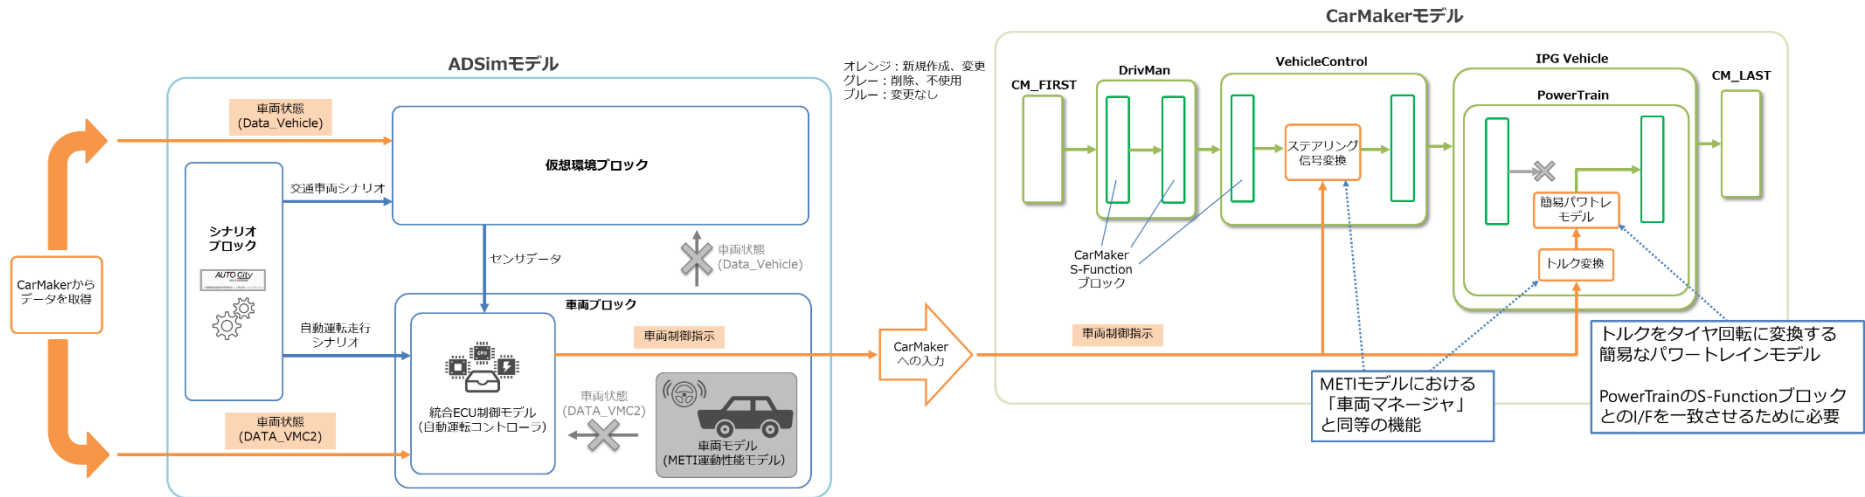 ADSimモデル
車両状態
(Data_Vehicle)
仮想環境ブロック
交通車両シナリオ
シナリオ
ブロック
AUTO City
センサデータ
車両状態
(Data_Vehicle)
CarMakerから
データを取得
自動運転走行
シナリオ
車両ブロック
CPU
統合ECU制御モデル
(自動運転コントローラ)
車両制御指示
車両状態
(DATA_VMC2)
車両モデル
(METI運動性能モデル)
車両状態
(DATA_VMC2)
オレンジ：新規作成、変更
グレー：削除、不使用
ブルー：変更なし
CarMaker
への入力
CarMakerモデル
CM_FIRST
DrivMan
VehicleControl
IPG Vehicle
PowerTrain
CM_LAST
ステアリング
信号変換
簡易パワトレ
モデル
トルク変換
CarMaker
S-Function
ブロック
車両制御指示
METIモデルにおける
「車両マネージャ」
と同等の機能
トルクをタイヤ回転に変換する
簡易なパワートレインモデル
PowerTrainのS-Functionブロック
とのI/Fを一致させるために必要